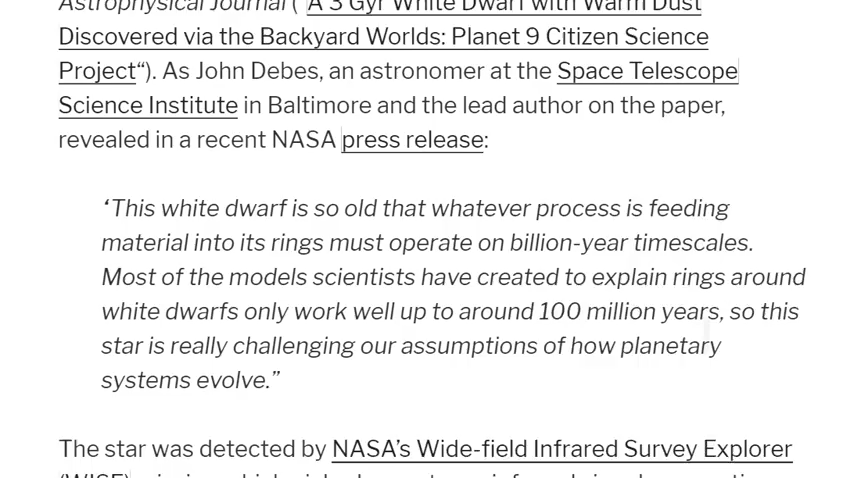 Astrophysical Journal (“A 3 Gyr White Dwarf with Warm Dust
Discovered via the Backyard Worlds: Planet 9 Citizen Science
Project“). As John Debes, an astronomer at the Space Telescope
Science Institute in Baltimore and the lead author on the paper,
revealed in a recent NASA press release:
‘This white dwarf is so old that whatever process is feeding
material into its rings must operate on billion-year timescales.
Most of the models scientists have created to explain rings around
white dwarfs only work well up to around 100 million years, so this
star is really challenging our assumptions of how planetary
systems evolve.”
The star was detected by NASA’s Wide-field Infrared Survey Explorer
(WISE)